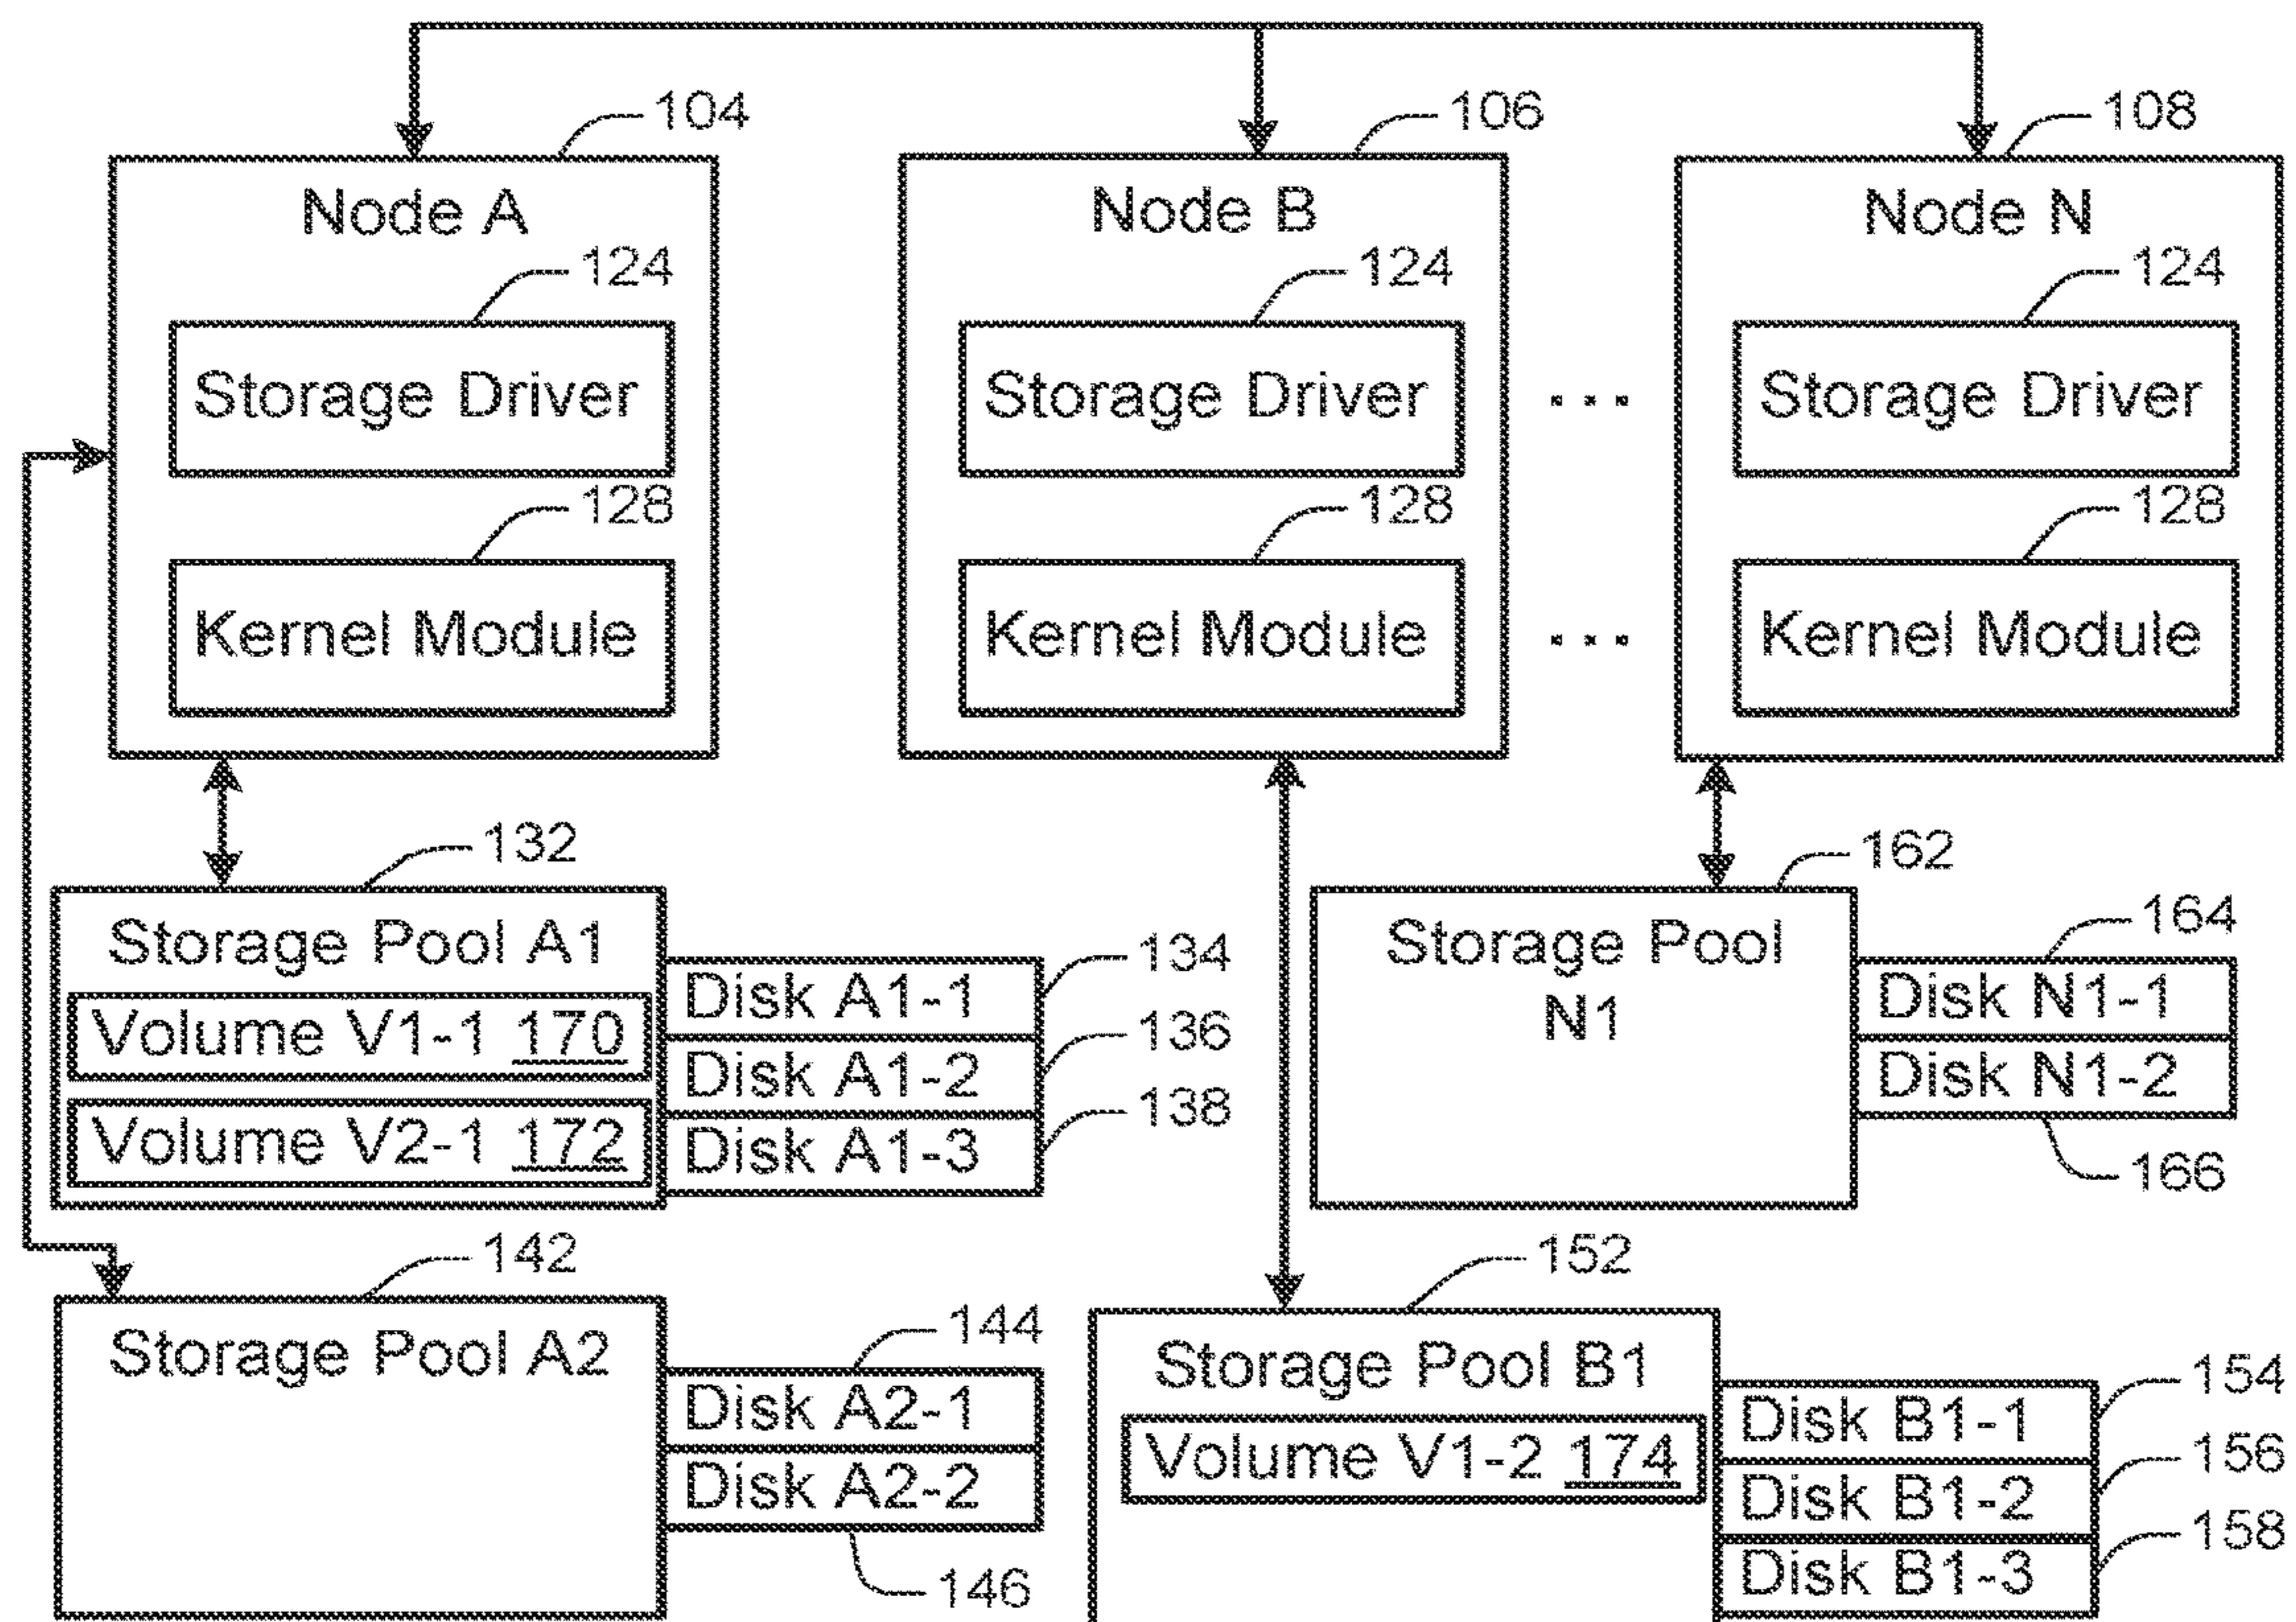 104
106
108
Node A
Node B
Node N
124
124
124
Storage Driver
Storage Driver
...
Storage Driver
128
128
128
Kernel Module
Kernel Module
...
Kernel Module
132
162
Storage Pool A1
Volume V1-1 170
Volume V2-1 172
Disk A1-1
Disk A1-2
Disk A1-3
134
136
138
Storage Pool
N1
164
Disk N1-1
Disk N1-2
166
142
Storage Pool A2
144
Disk A2-1
Disk A2-2
146
152
Storage Pool B1
Volume V1-2 174
Disk B1-1
Disk B1-2
Disk B1-3
154
156
158